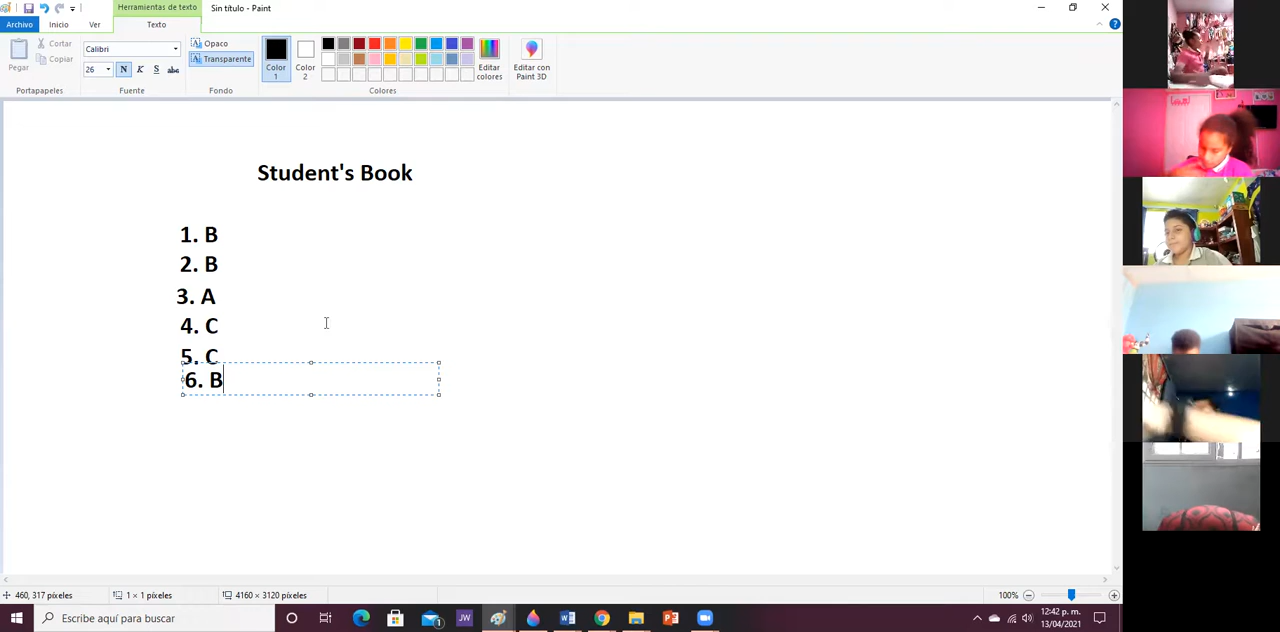 Herramientas de texto
Sin título - Paint
Archivo
Inicio
Ver
Texto
Pegar
Cortar
Copiar
Portapapeles
Calibri
26
N K S abc
Fuente
Opaco
Transparente
Fondo
Color 1
Color 2
Editar colores
Colores
Editar con Paint 3D
Student's Book
1. B
2. B
3. A
4. C
5. C
6. B
460, 317 píxeles
1 × 1 píxeles
4160 × 3120 píxeles
100%
Escribe aquí para buscar
1
JW
12:42 p. m.
13/04/2021